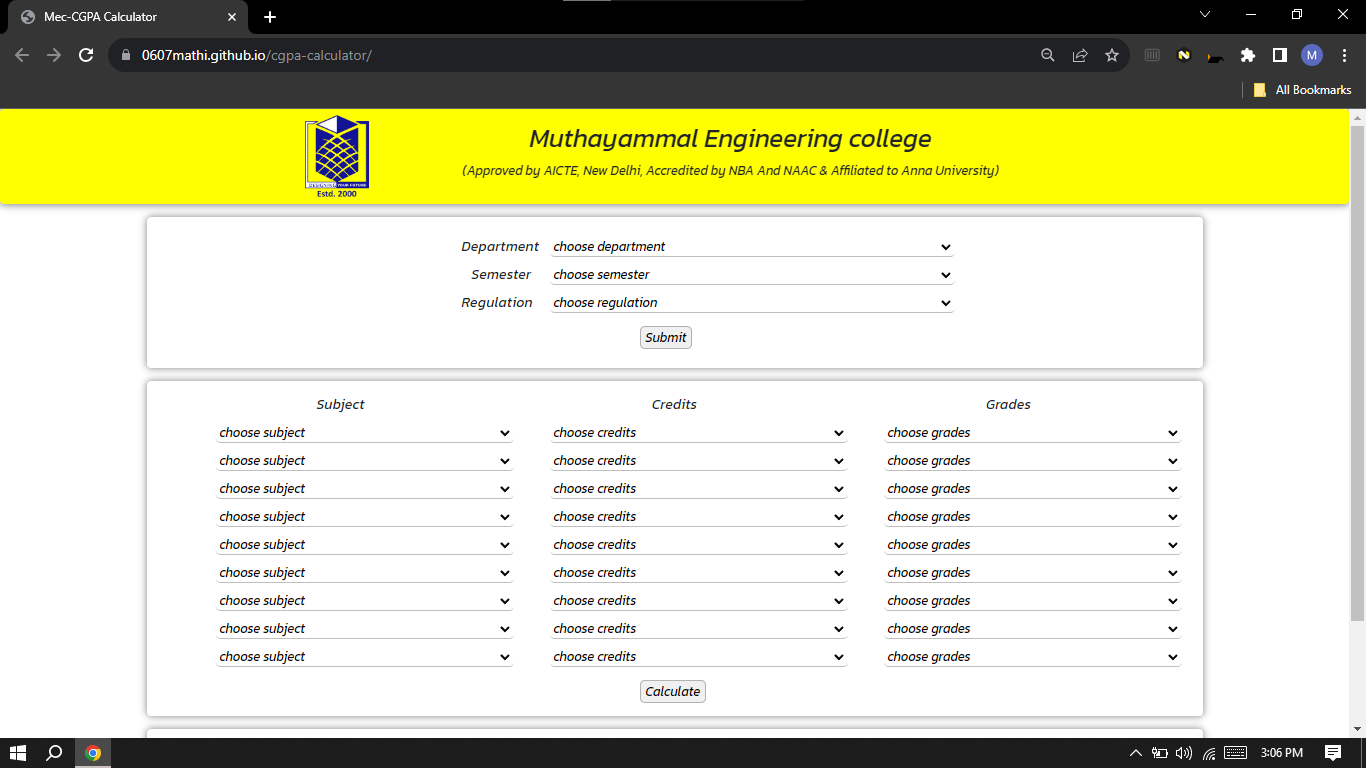 Mec-CGPA Calculator
0607mathi.github.io/cgpa-calculator/
N
M
All Bookmarks
DESIGNING YOUR FUTURE
Estd. 2000
Muthayammal Engineering college
(Approved by AICTE, New Delhi, Accredited by NBA And NAAC & Affiliated to Anna University)
Department choose department
Semester choose semester
Regulation choose regulation
Submit
Subject Credits Grades
choose subject choose credits choose grades
choose subject choose credits choose grades
choose subject choose credits choose grades
choose subject choose credits choose grades
choose subject choose credits choose grades
choose subject choose credits choose grades
choose subject choose credits choose grades
choose subject choose credits choose grades
choose subject choose credits choose grades
Calculate
3:06 PM